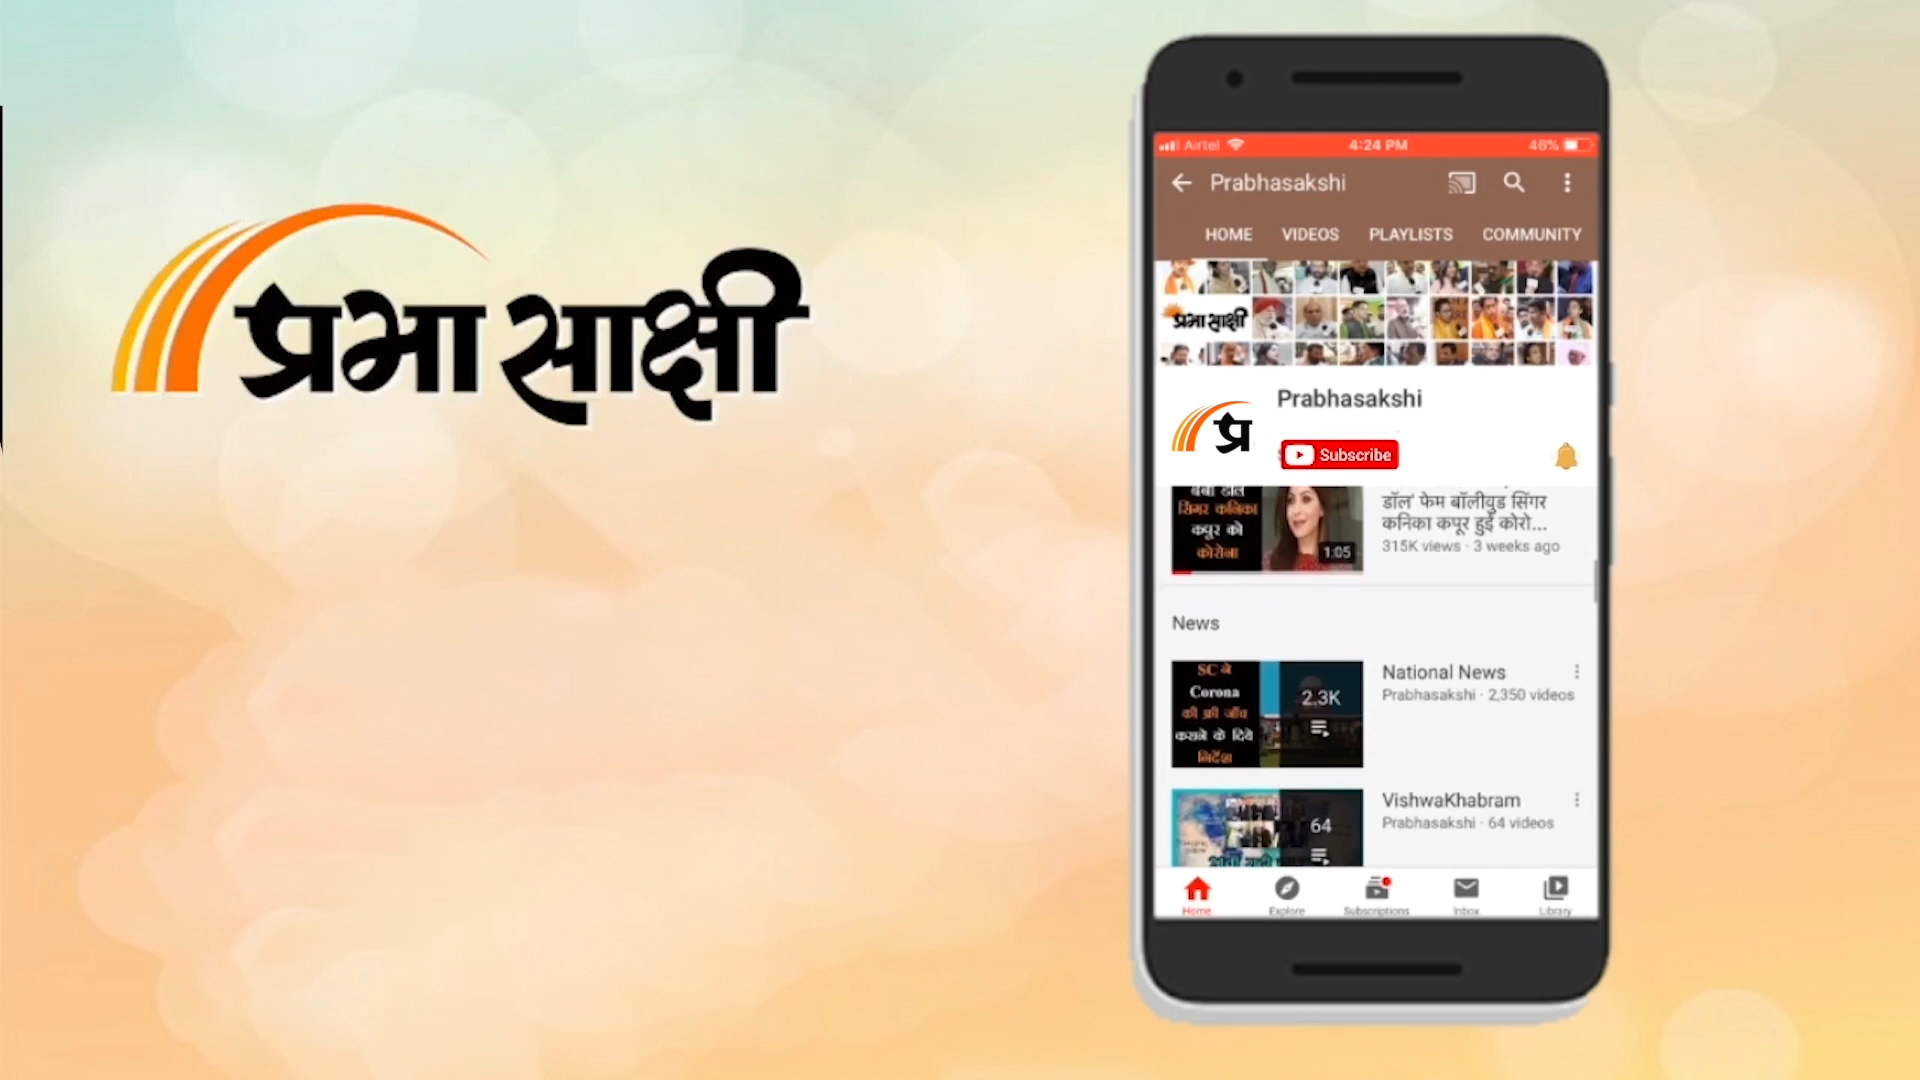 प्रभासाक्षी
Airtel 4:24 PM 46%
Prabhasakshi
HOME VIDEOS PLAYLISTS COMMUNITY
प्रभासाक्षी
Prabhasakshi
प्र
Subscribe
बेबी डॉल
सिंगर कनिका
कपूर को
कोरोना
1:05
डॉल' फेम बॉलीवुड सिंगर
कनिका कपूर हुईं कोरो...
315K views · 3 weeks ago
News
SC ने
Corona
की फ्री जाँच
कराने के दिये
निर्देश
2.3K
National News
Prabhasakshi · 2,350 videos
64
VishwaKhabram
Prabhasakshi · 64 videos
Home Explore Subscriptions Inbox Library